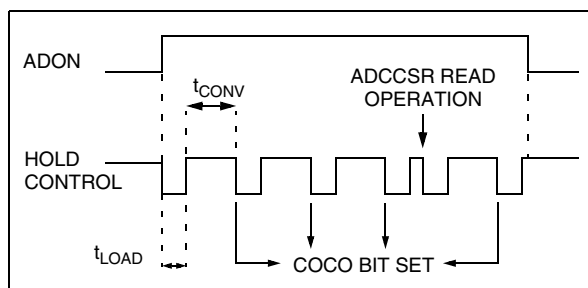 ADON
ADCCSR READ
OPERATION
tCONV
HOLD
CONTROL
tLOAD
COCO BIT SET